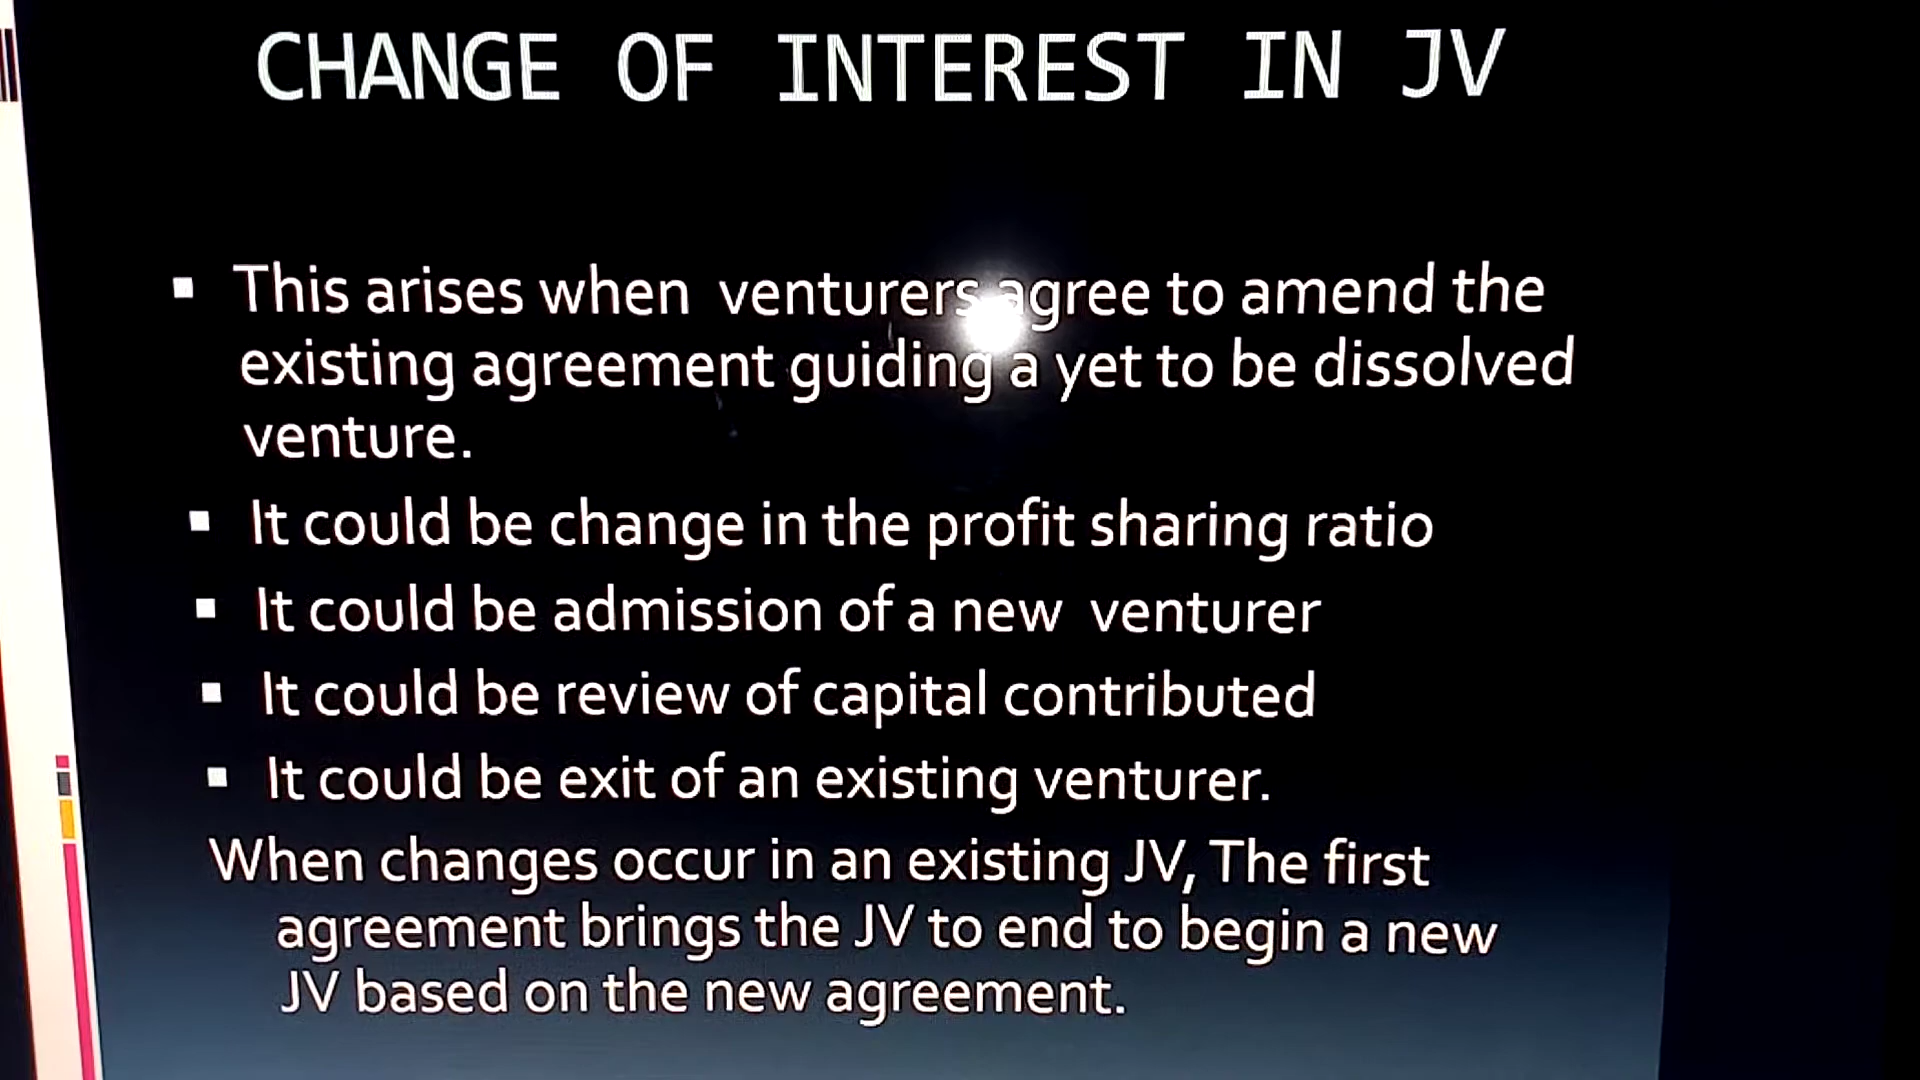 CHANGE OF INTEREST IN JV
This arises when venturers agree to amend the
existing agreement guiding a yet to be dissolved
venture.
It could be change in the profit sharing ratio
It could be admission of a new venturer
It could be review of capital contributed
It could be exit of an existing venturer.
When changes occur in an existing JV, The first
agreement brings the JV to end to begin a new
JV based on the new agreement.